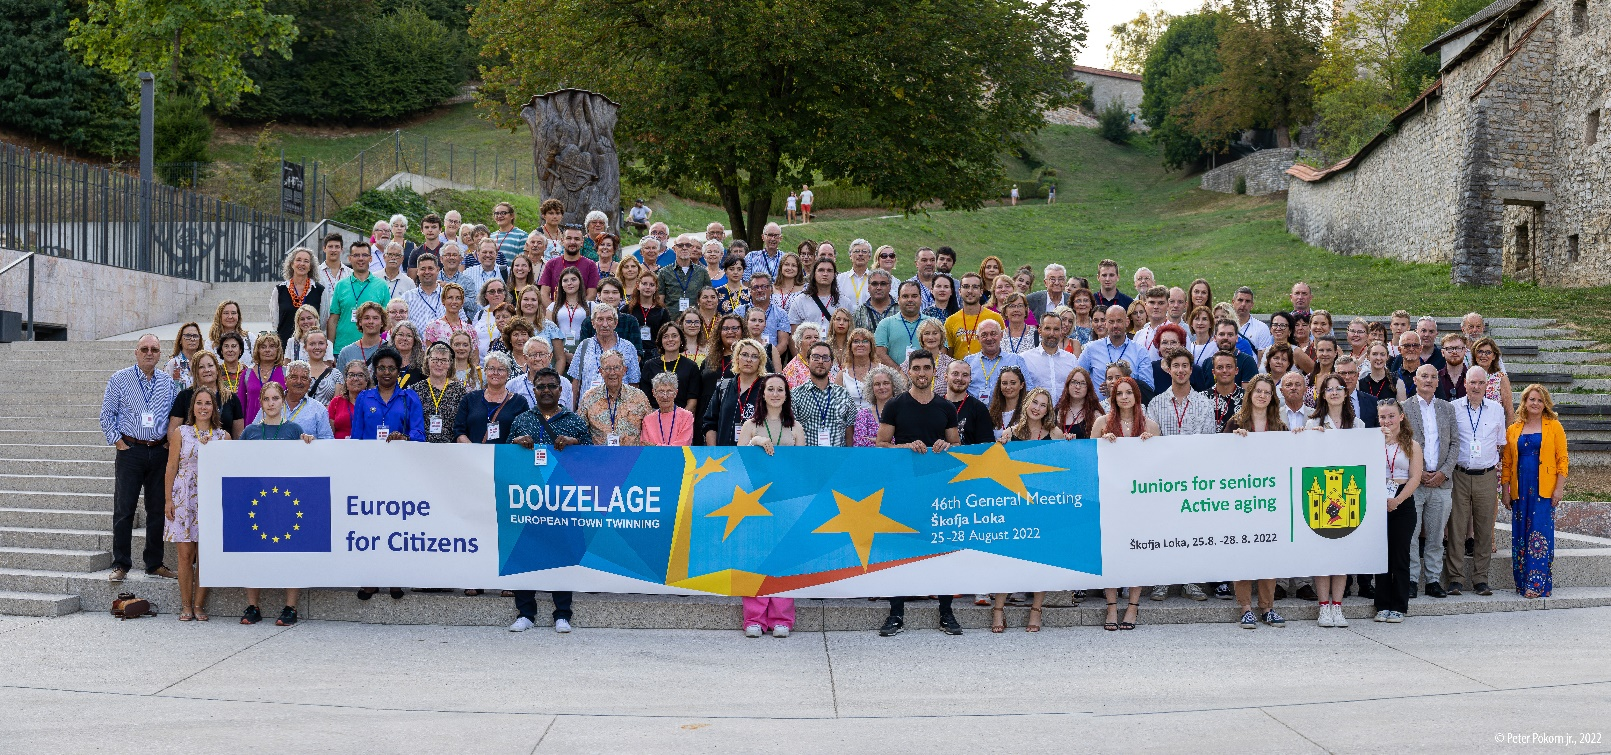 Europe
for Citizens
DOUZELAGE
EUROPEAN TOWN TWINNING
46th General Meeting
Škofja Loka
25-28 August 2022
Juniors for seniors
Active aging
Škofja Loka, 25.8. -28. 8. 2022
© Peter Pokorn jr., 2022